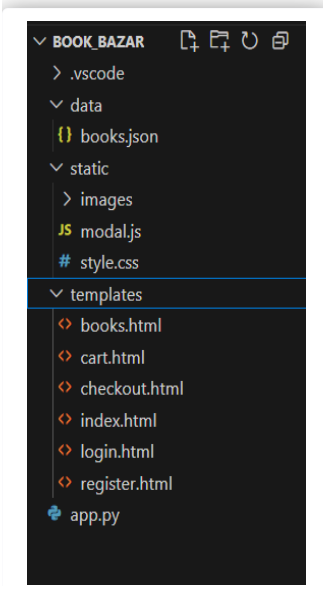 BOOK_BAZAR
.vscode
data
{} books.json
static
images
JS modal.js
# style.css
templates
<> books.html
<> cart.html
<> checkout.html
<> index.html
<> login.html
<> register.html
app.py